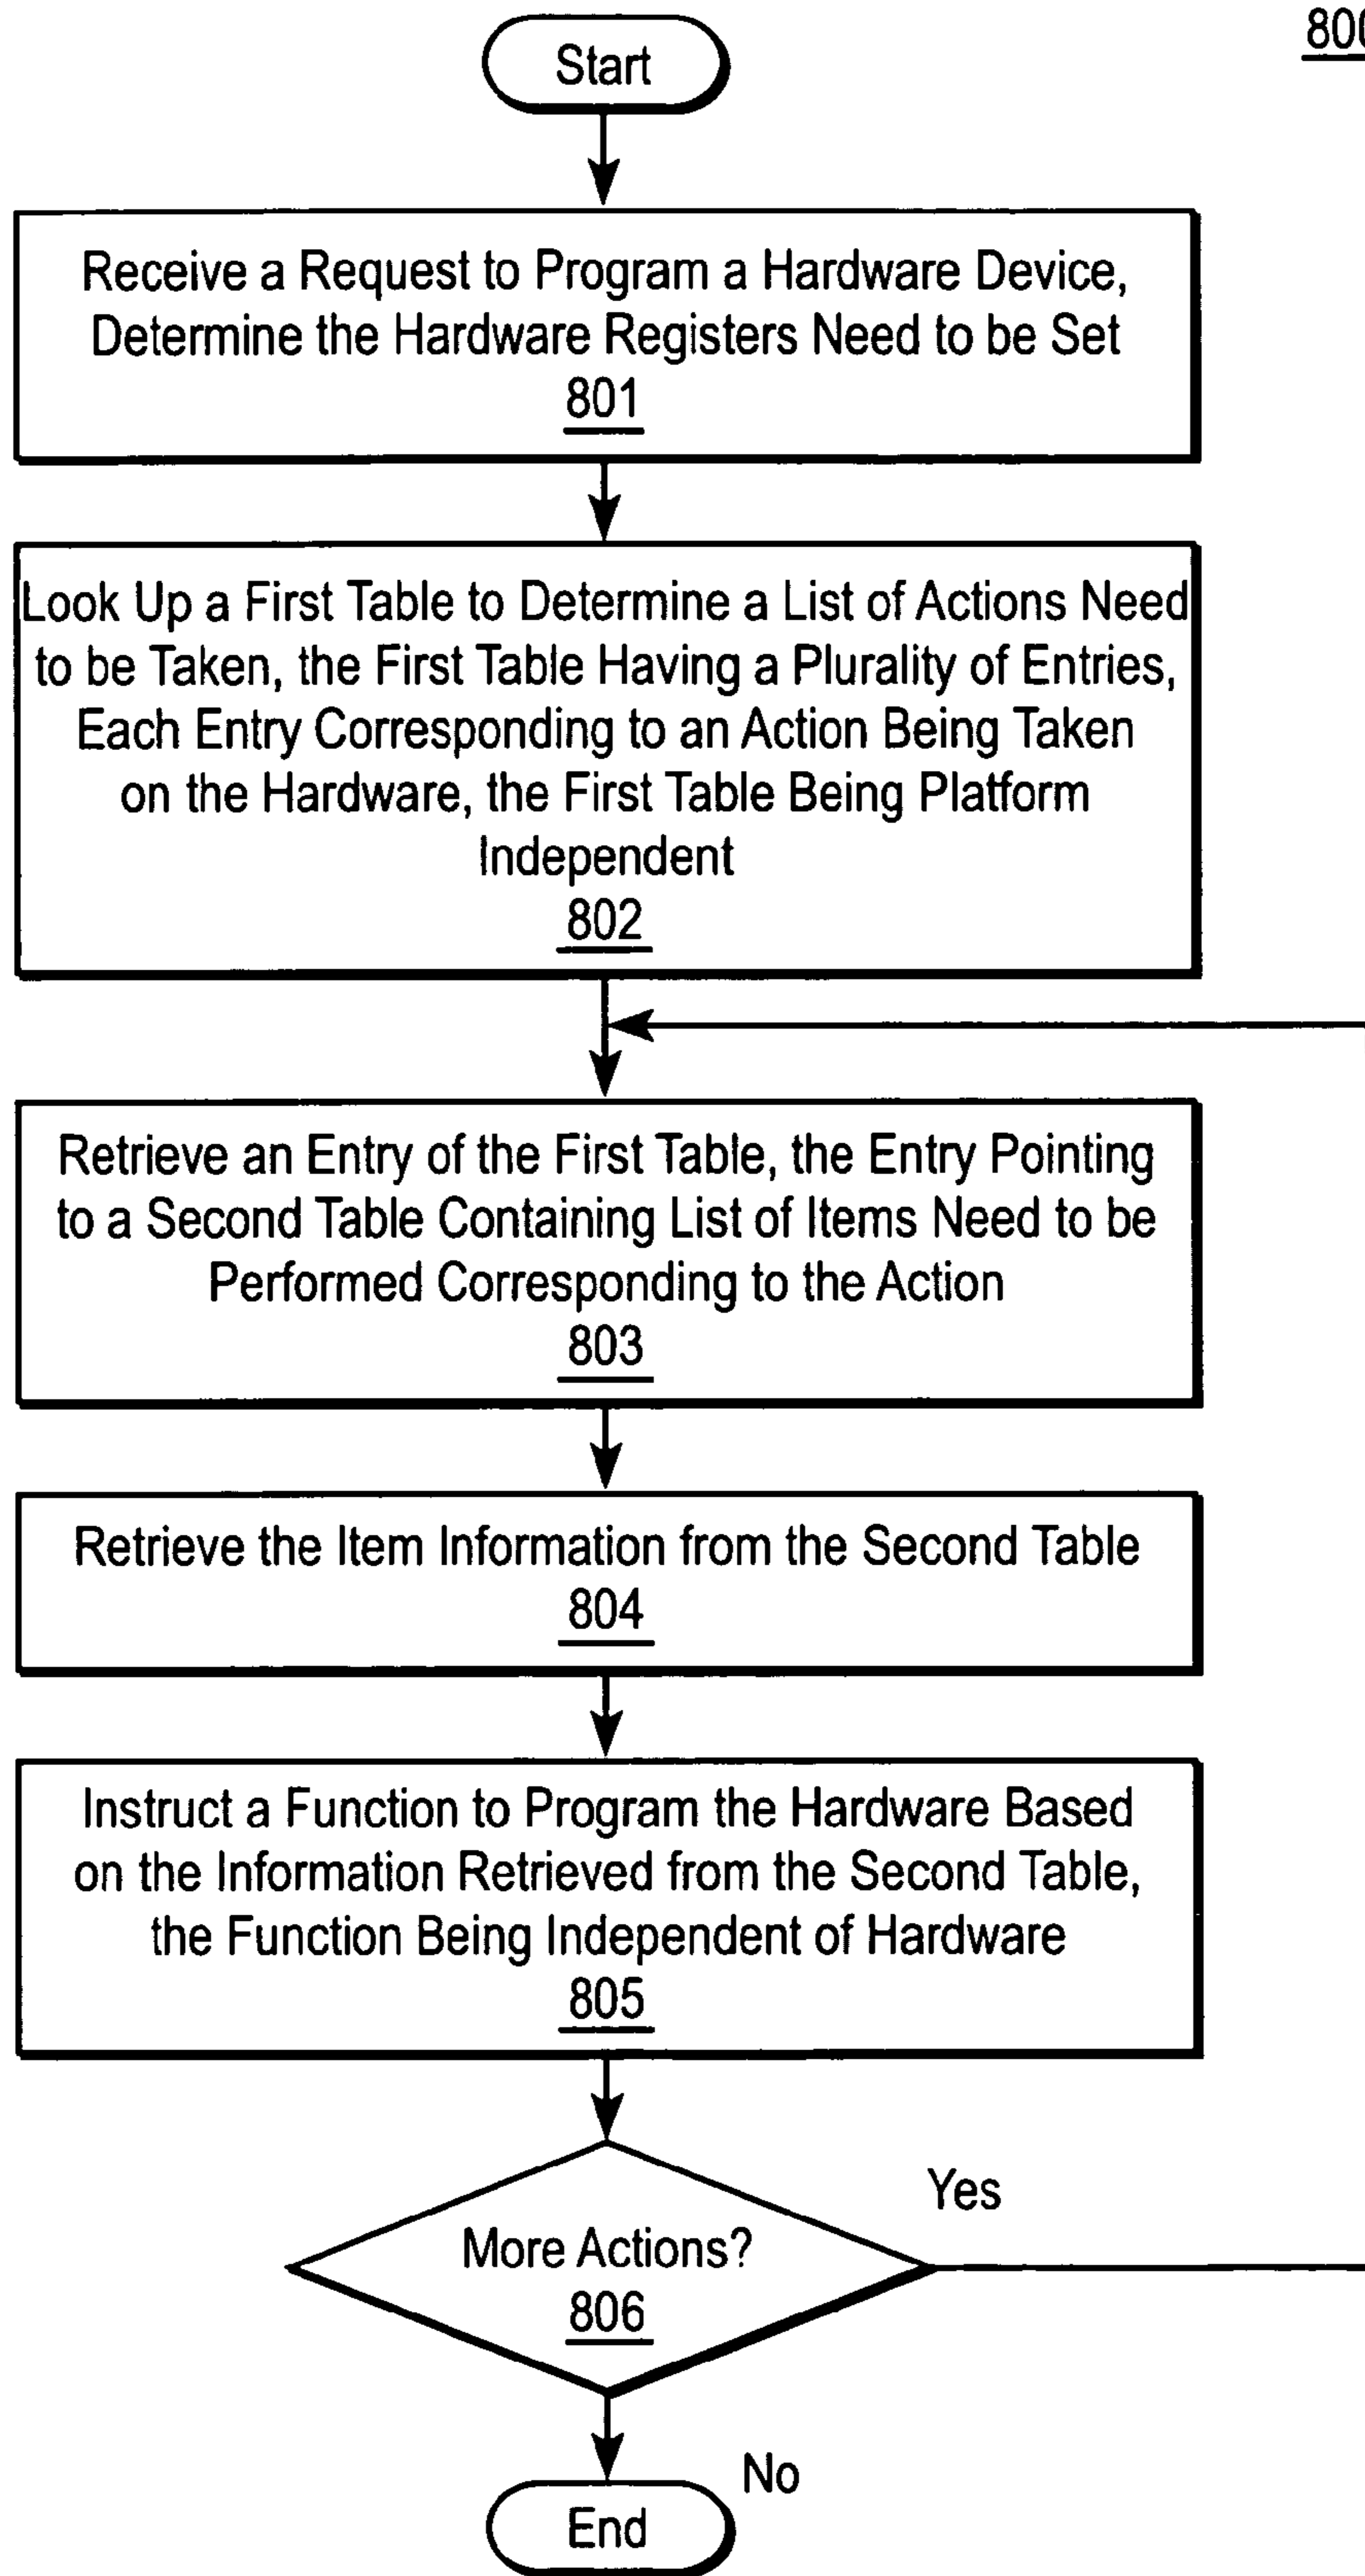 800
Start
Receive a Request to Program a Hardware Device,
Determine the Hardware Registers Need to be Set
801
Look Up a First Table to Determine a List of Actions Need
to be Taken, the First Table Having a Plurality of Entries,
Each Entry Corresponding to an Action Being Taken
on the Hardware, the First Table Being Platform
Independent
802
Retrieve an Entry of the First Table, the Entry Pointing
to a Second Table Containing List of Items Need to be
Performed Corresponding to the Action
803
Retrieve the Item Information from the Second Table
804
Instruct a Function to Program the Hardware Based
on the Information Retrieved from the Second Table,
the Function Being Independent of Hardware
805
Yes
More Actions?
806
No
End